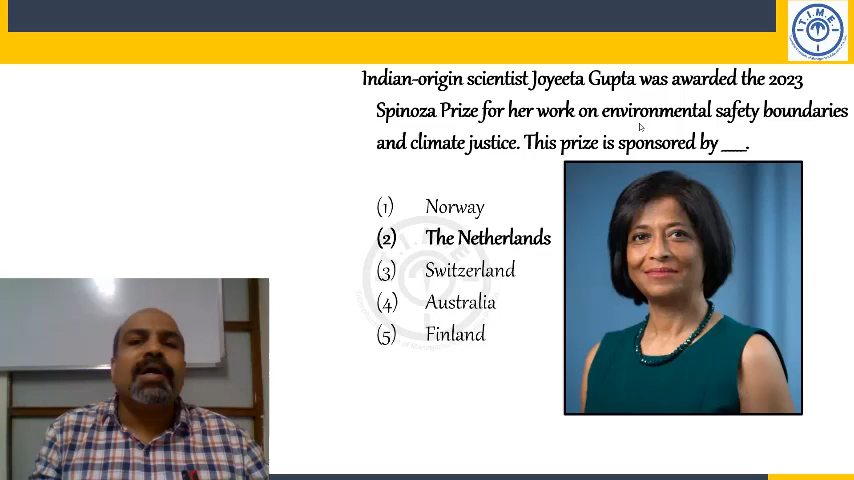 T.I.M.E.
Indian-origin scientist Joyeeta Gupta was awarded the 2023
Spinoza Prize for her work on environmental safety boundaries
and climate justice. This prize is sponsored by ___.
(1) Norway
(2) The Netherlands
(3) Switzerland
(4) Australia
(5) Finland